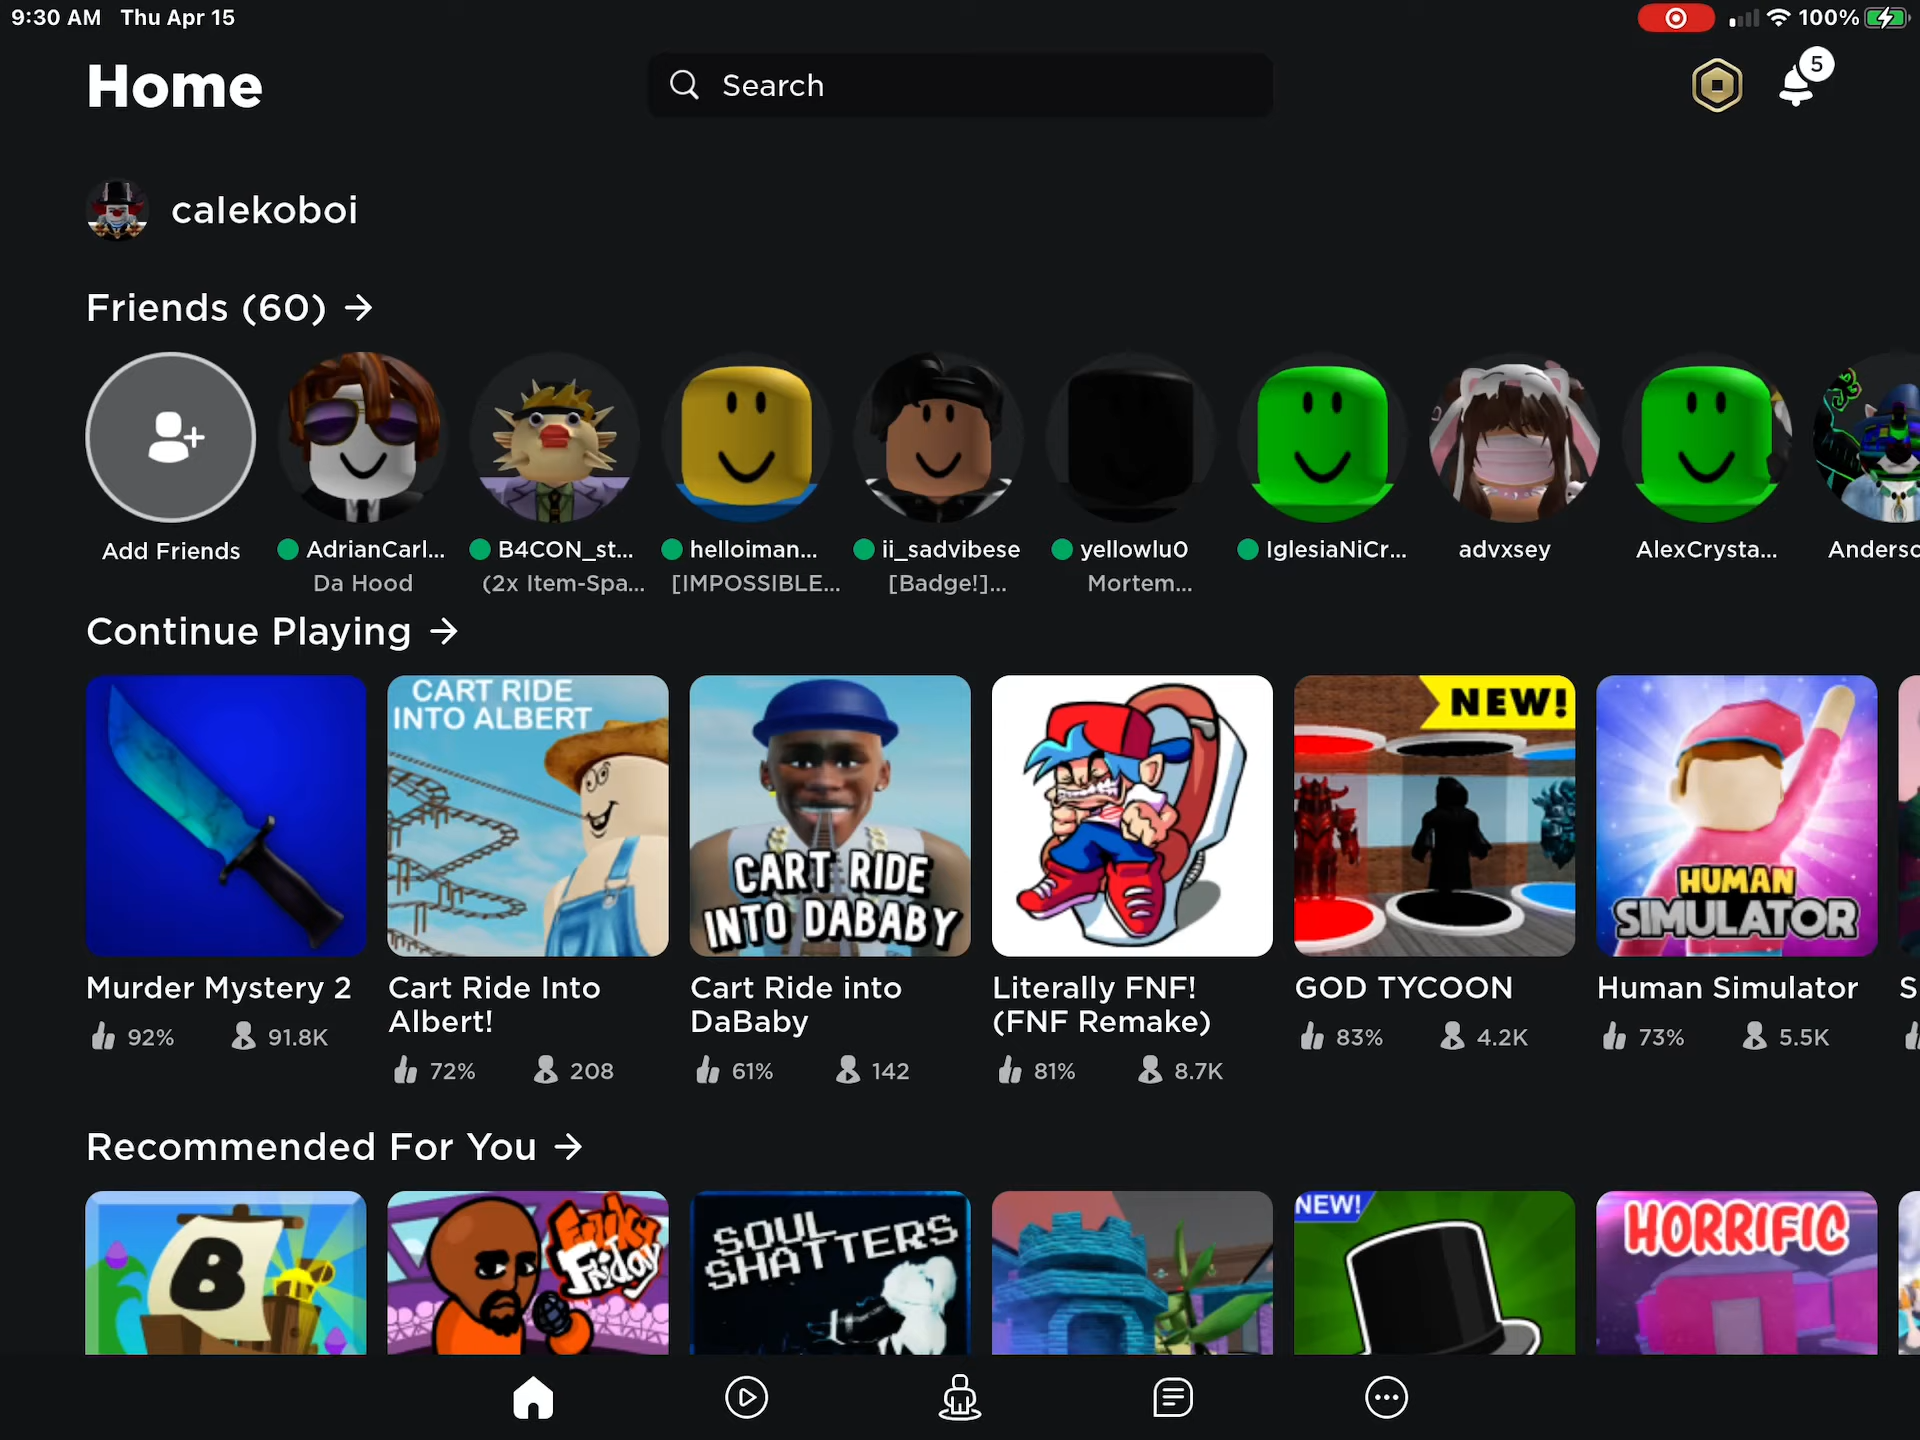 9:30 AM Thu Apr 15
100%
Home
Search
5
calekoboi
Friends (60)
Add Friends
AdrianCarl...
B4CON_st...
helloiman...
ii_sadvibese
yellowlu0
IglesiaNiCr...
advxsey
AlexCrysta...
Anderso
Da Hood
(2x Item-Spa...
[IMPOSSIBLE...
[Badge!]...
Mortem...
Continue Playing
CART RIDE
INTO ALBERT
CART RIDE
INTO DABABY
NEW!
HUMAN
SIMULATOR
Murder Mystery 2
92% 91.8K
Cart Ride Into
Albert!
72% 208
Cart Ride into
DaBaby
61% 142
Literally FNF!
(FNF Remake)
81% 8.7K
GOD TYCOON
83% 4.2K
Human Simulator
73% 5.5K
S
Recommended For You
B
Funky
Friday
SOUL
SHATTERS
NEW!
HORRIFIC